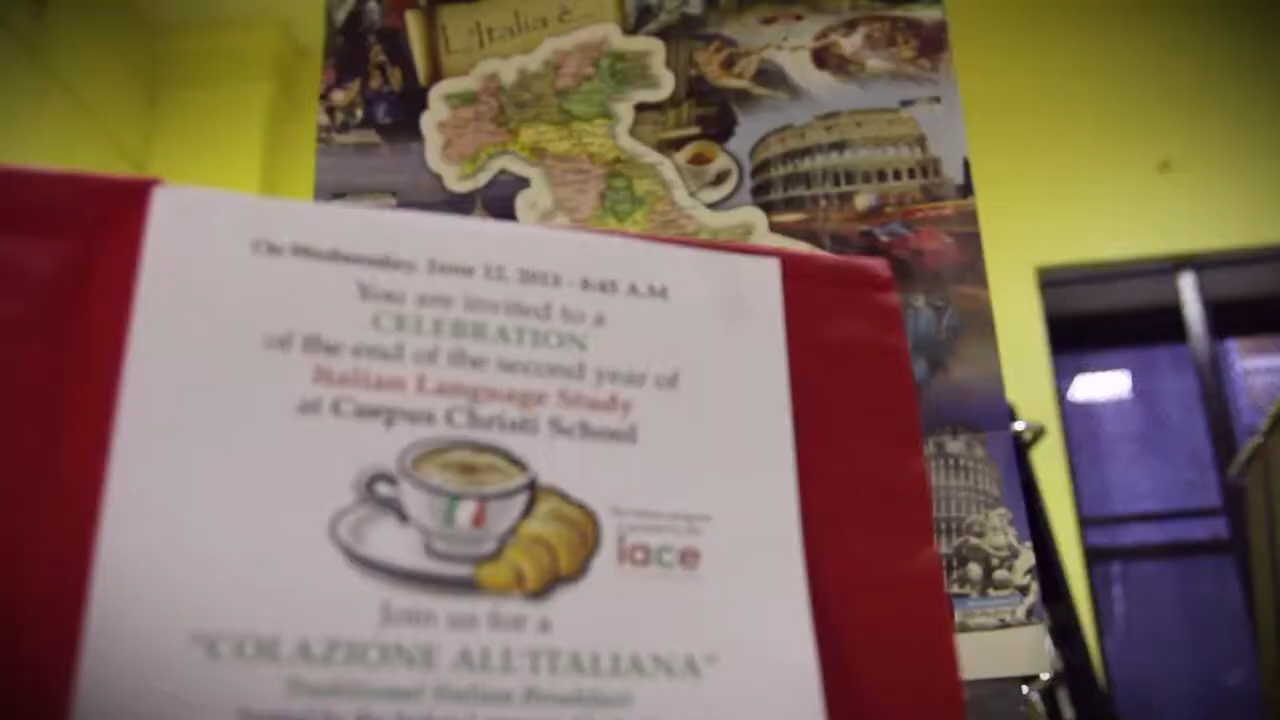 L'Italia è...
On Wednesday, June 12, 2013 - 8:45 A.M.
You are invited to a
CELEBRATION
of the end of the second year of
Italian Language Study
at Corpus Christi School
iace
Join us for a
"COLAZIONE ALL'ITALIANA"
Traditional Italian Breakfast